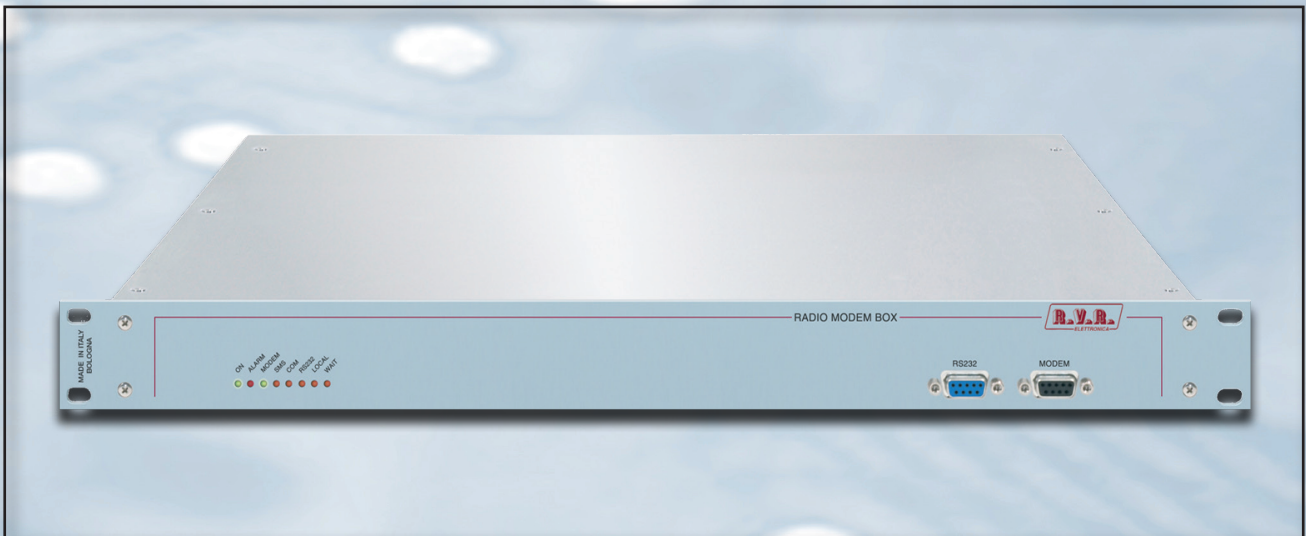 MADE IN ITALY
BOLOGNA
RADIO MODEM BOX
R.V.R.
ELETTRONICA
ON
ALARM
MODEM
SMS
COM
RS232
LOCAL
WAIT
RS232
MODEM